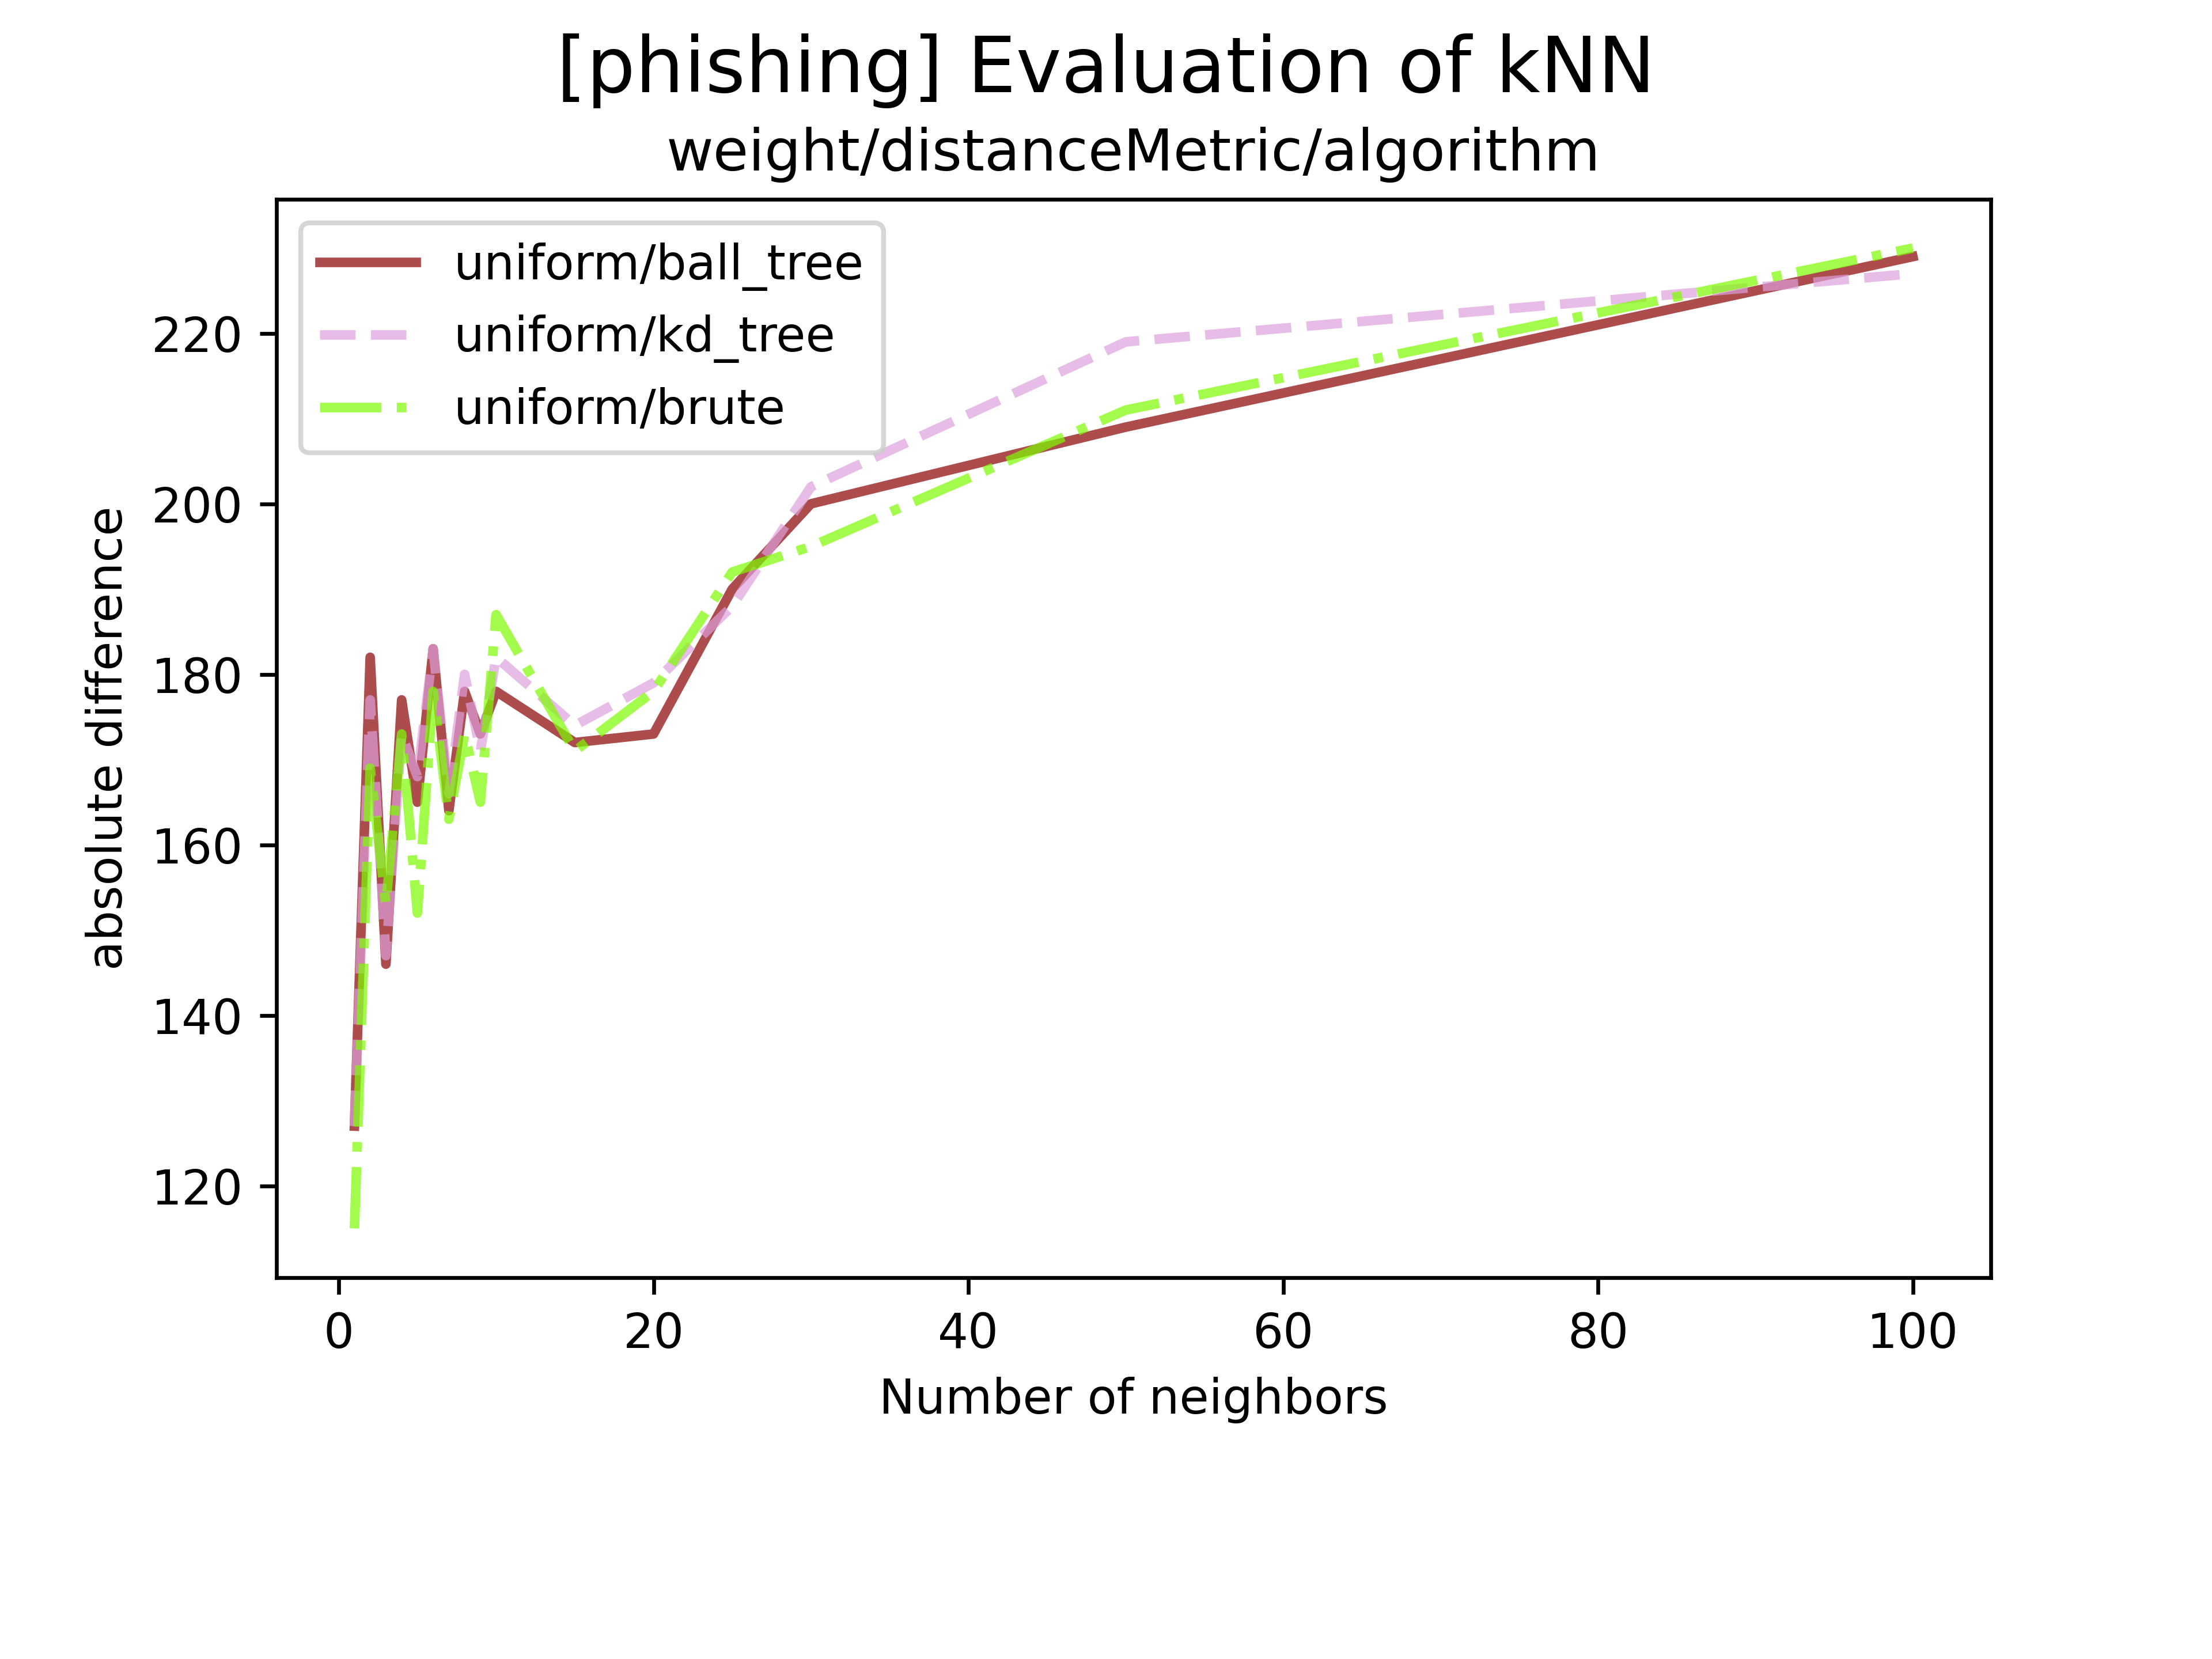 [phishing] Evaluation of kNN
weight/distanceMetric/algorithm
uniform/ball_tree
uniform/kd_tree
uniform/brute
absolute difference
220
200
180
160
140
120
0 20 40 60 80 100
Number of neighbors